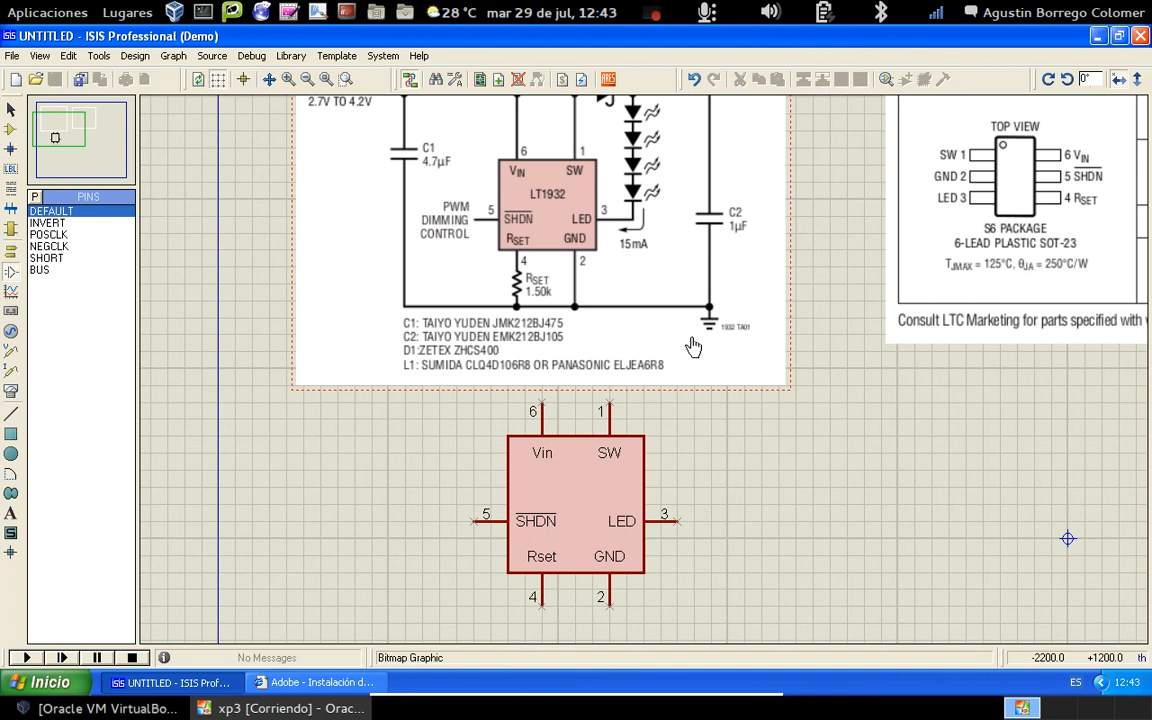 Aplicaciones Lugares 28 °C mar 29 de jul, 12:43 Agustin Borrego Colomer
UNTITLED - ISIS Professional (Demo)
File View Edit Tools Design Graph Source Debug Library Template System Help
0°
P PINS
DEFAULT
INVERT
POSCLK
NEGCLK
SHORT
BUS
2.7V TO 4.2V
C1
4.7µF
6 1
VIN SW
LT1932
PWM
DIMMING
CONTROL
5 SHDN LED 3
RSET GND
4 2
15mA
C2
1µF
RSET
1.50k
1932 TA01
C1: TAIYO YUDEN JMK212BJ475
C2: TAIYO YUDEN EMK212BJ105
D1:ZETEX ZHCS400
L1: SUMIDA CLQ4D106R8 OR PANASONIC ELJEA6R8
TOP VIEW
SW 1 6 VIN
GND 2 5 SHDN
LED 3 4 RSET
S6 PACKAGE
6-LEAD PLASTIC SOT-23
TJMAX = 125°C, θJA = 250°C/W
Consult LTC Marketing for parts specified with
6 1
Vin SW
5 SHDN LED 3
Rset GND
4 2
No Messages Bitmap Graphic -2200.0 +1200.0 th
Inicio UNTITLED - ISIS Prof... Adobe - Instalación d... ES 12:43
[Oracle VM VirtualBo... xp3 [Corriendo] - Orac...